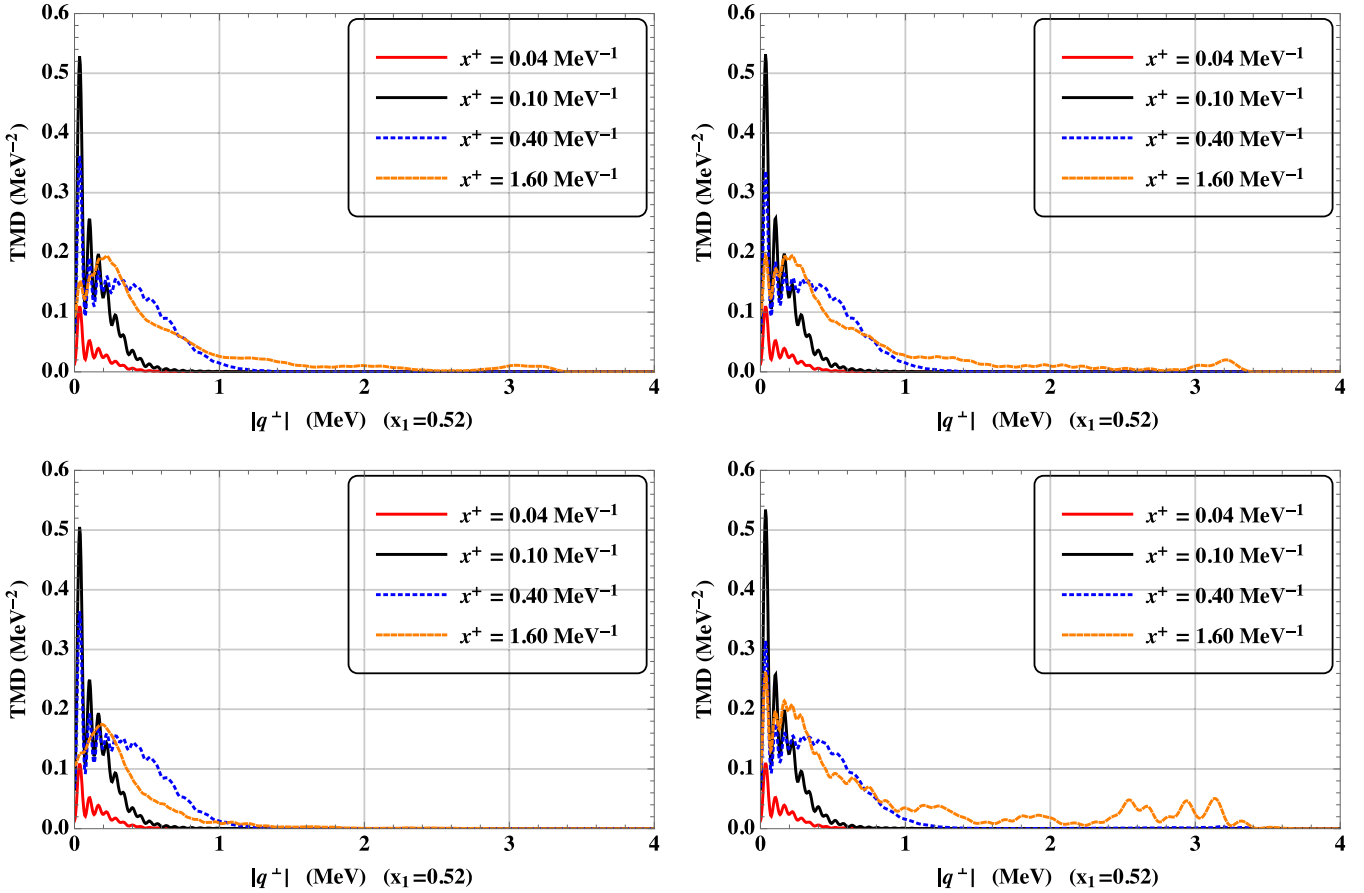 TMD (MeV⁻²)
0.6
0.5
0.4
0.3
0.2
0.1
0.0
x⁺ = 0.04 MeV⁻¹
x⁺ = 0.10 MeV⁻¹
x⁺ = 0.40 MeV⁻¹
x⁺ = 1.60 MeV⁻¹
0 1 2 3 4
|q^⊥| (MeV) (x₁=0.52)
TMD (MeV⁻²)
0.6
0.5
0.4
0.3
0.2
0.1
0.0
x⁺ = 0.04 MeV⁻¹
x⁺ = 0.10 MeV⁻¹
x⁺ = 0.40 MeV⁻¹
x⁺ = 1.60 MeV⁻¹
0 1 2 3 4
|q^⊥| (MeV) (x₁=0.52)
TMD (MeV⁻²)
0.6
0.5
0.4
0.3
0.2
0.1
0.0
x⁺ = 0.04 MeV⁻¹
x⁺ = 0.10 MeV⁻¹
x⁺ = 0.40 MeV⁻¹
x⁺ = 1.60 MeV⁻¹
0 1 2 3 4
|q^⊥| (MeV) (x₁=0.52)
TMD (MeV⁻²)
0.6
0.5
0.4
0.3
0.2
0.1
0.0
x⁺ = 0.04 MeV⁻¹
x⁺ = 0.10 MeV⁻¹
x⁺ = 0.40 MeV⁻¹
x⁺ = 1.60 MeV⁻¹
0 1 2 3 4
|q^⊥| (MeV) (x₁=0.52)